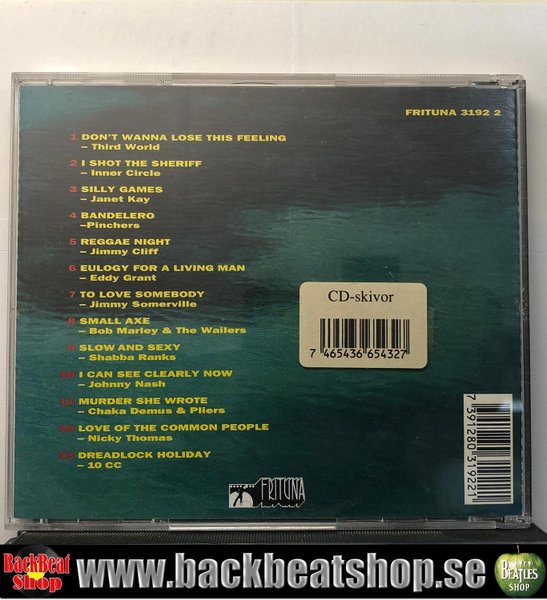 FRITUNA 3192 2
1 DON'T WANNA LOSE THIS FEELING
– Third World
2 I SHOT THE SHERIFF
– Inner Circle
3 SILLY GAMES
– Janet Kay
4 BANDELERO
–Pinchers
5 REGGAE NIGHT
– Jimmy Cliff
6 EULOGY FOR A LIVING MAN
– Eddy Grant
7 TO LOVE SOMEBODY
– Jimmy Somerville
8 SMALL AXE
– Bob Marley & The Wailers
9 SLOW AND SEXY
– Shabba Ranks
10 I CAN SEE CLEARLY NOW
– Johnny Nash
11 MURDER SHE WROTE
– Chaka Demus & Pliers
12 LOVE OF THE COMMON PEOPLE
– Nicky Thomas
13 DREADLOCK HOLIDAY
– 10 CC
CD-skivor
7 465436 654327
7 391280 319221
FRITUNA
BackBeat
Shop
www.backbeatshop.se
BEATLES
SHOP